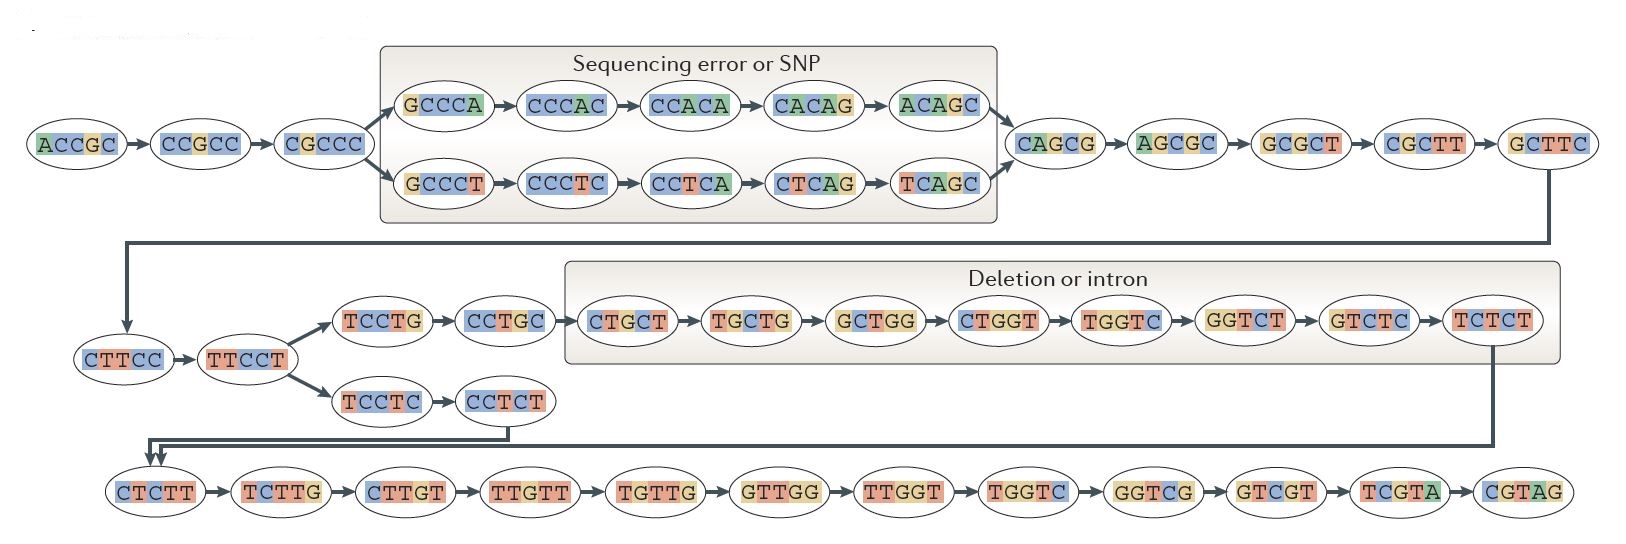 Sequencing error or SNP
GCCCA CCCAC CCACA CACAG ACAGC
ACCGC CCGCC CGCCC CAGCG AGCGC GCGCT CGCTT GCTTC
GCCCT CCCTC CCTCA CTCAG TCAGC
Deletion or intron
TCCTG CCTGC CTGCT TGCTG GCTGG CTGGT TGGTC GGTCT GTCTC TCTCT
CTTCC TTCCT
TCCTC CCTCT
CTCTT TCTTG CTTGT TTGTT TGTTG GTTGG TTGGT TGGTC GGTCG GTCGT TCGTA CGTAG